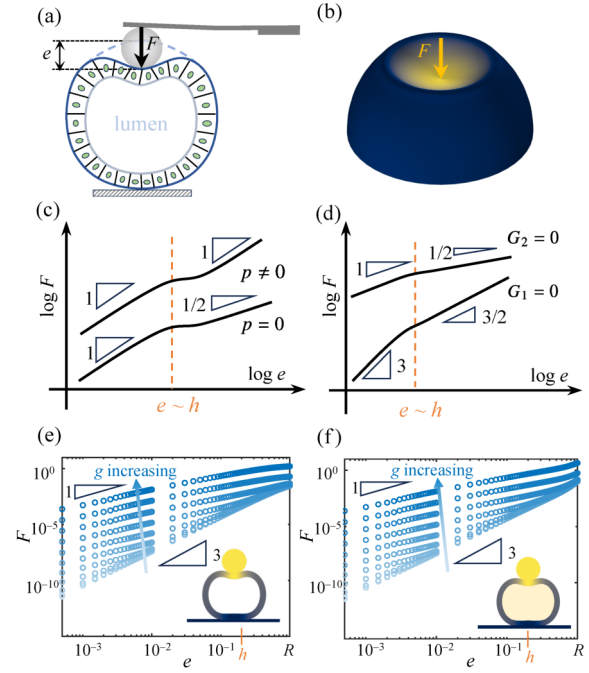 (a)
e
F
lumen
(b)
F
(c)
log F
1
1
p ≠ 0
1
1/2
p = 0
log e
e ~ h
(d)
log F
1
1/2
G₂ = 0
G₁ = 0
3/2
3
log e
e ~ h
(e)
F
10⁰
10⁻⁵
10⁻¹⁰
1
g increasing
3
10⁻³
10⁻²
10⁻¹
R
e
h
(f)
F
10⁰
10⁻⁵
10⁻¹⁰
1
g increasing
3
10⁻³
10⁻²
10⁻¹
R
e
h